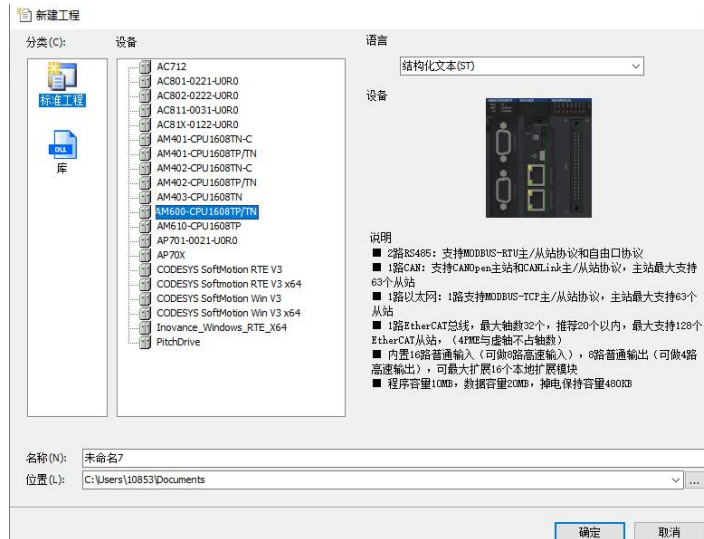 新建工程
分类(C):
设备
语言
标准工程
库
AC712
AC801-0221-U0R0
AC802-0222-U0R0
AC811-0031-U0R0
AC81X-0122-U0R0
AM401-CPU1608TN-C
AM401-CPU1608TP/TN
AM402-CPU1608TN-C
AM402-CPU1608TP/TN
AM403-CPU1608TN
AM600-CPU1608TP/TN
AM610-CPU1608TP
AP701-0021-U0R0
AP70X
CODESYS SoftMotion RTE V3
CODESYS SoftMotion RTE V3 x64
CODESYS SoftMotion Win V3
CODESYS SoftMotion Win V3 x64
Inovance_Windows_RTE_X64
PitchDrive
结构化文本(ST)
设备
说明
■ 2路RS485: 支持MODBUS-RTU主/从站协议和自由口协议
■ 1路CAN: 支持CANOpen主站和CANLink主/从站协议, 主站最大支持
63个从站
■ 1路以太网: 1路支持MODBUS-TCP主/从站协议, 主站最大支持63个
从站
■ 1路EtherCAT总线, 最大轴数32个, 推荐20个以内, 最大支持128个
EtherCAT从站, (4PME与虚轴不占轴数)
■ 内置16路普通输入 (可做8路高速输入) , 8路普通输出 (可做4路
高速输出) , 可最大扩展16个本地扩展模块
■ 程序容量10MB, 数据容量20MB, 掉电保持容量480KB
名称(N):
未命名7
位置(L):
C:\Users\10853\Documents
...
确定
取消